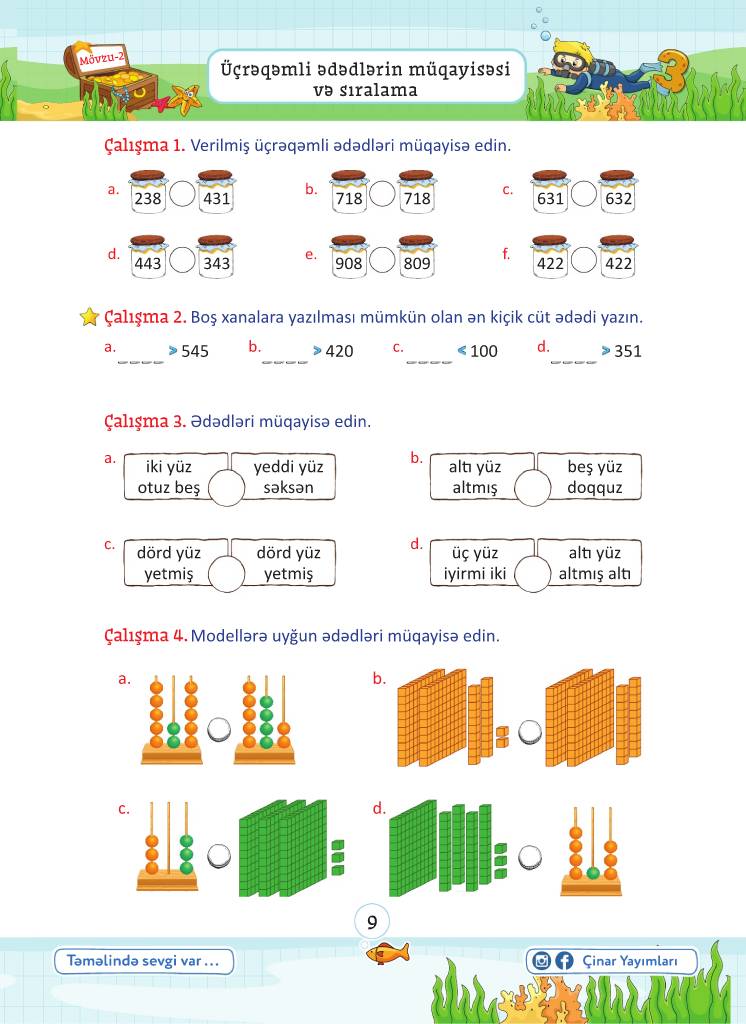 Mövzu-2
Üçrəqəmli ədədlərin müqayisəsi
və sıralama
3
Çalışma 1. Verilmiş üçrəqəmli ədədləri müqayisə edin.
a. 238 431 b. 718 718 c. 631 632
d. 443 343 e. 908 809 f. 422 422
Çalışma 2. Boş xanalara yazılması mümkün olan ən kiçik cüt ədədi yazın.
a. _ _ _ _ > 545 b. _ _ _ _ > 420 c. _ _ _ _ < 100 d. _ _ _ _ > 351
Çalışma 3. Ədədləri müqayisə edin.
a. iki yüz yeddi yüz b. altı yüz beş yüz
otuz beş səksən altmış doqquz
c. dörd yüz dörd yüz d. üç yüz altı yüz
yetmiş yetmiş iyirmi iki altmış altı
Çalışma 4. Modellərə uyğun ədədləri müqayisə edin.
a. b.
c. d.
9
Təməlində sevgi var ...
Çinar Yayımları